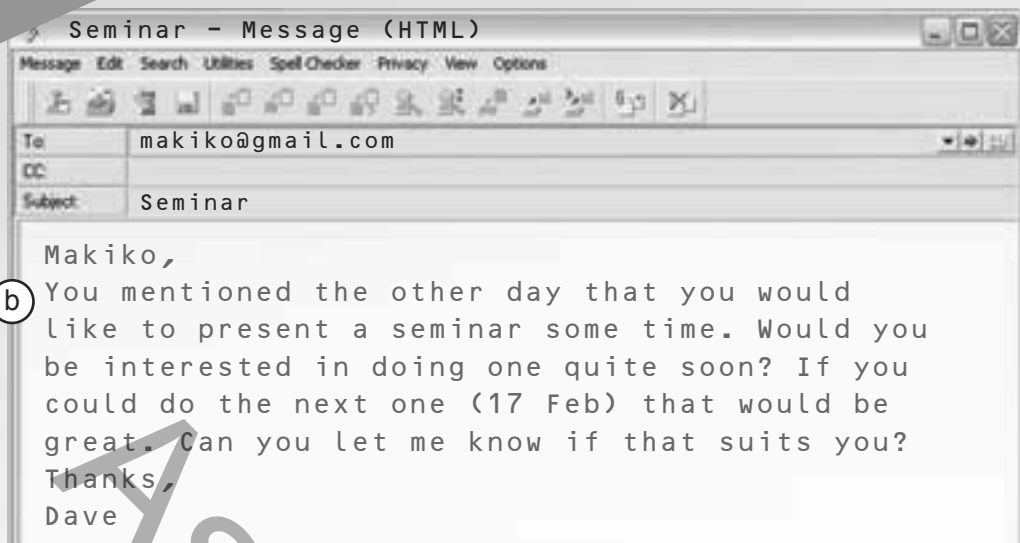 Seminar - Message (HTML)
Message Edit Search Utilities Spell Checker Privacy View Options
To makiko@gmail.com
CC
Subject: Seminar
Makiko,
b You mentioned the other day that you would
like to present a seminar some time. Would you
be interested in doing one quite soon? If you
could do the next one (17 Feb) that would be
great. Can you let me know if that suits you?
Thanks,
Dave